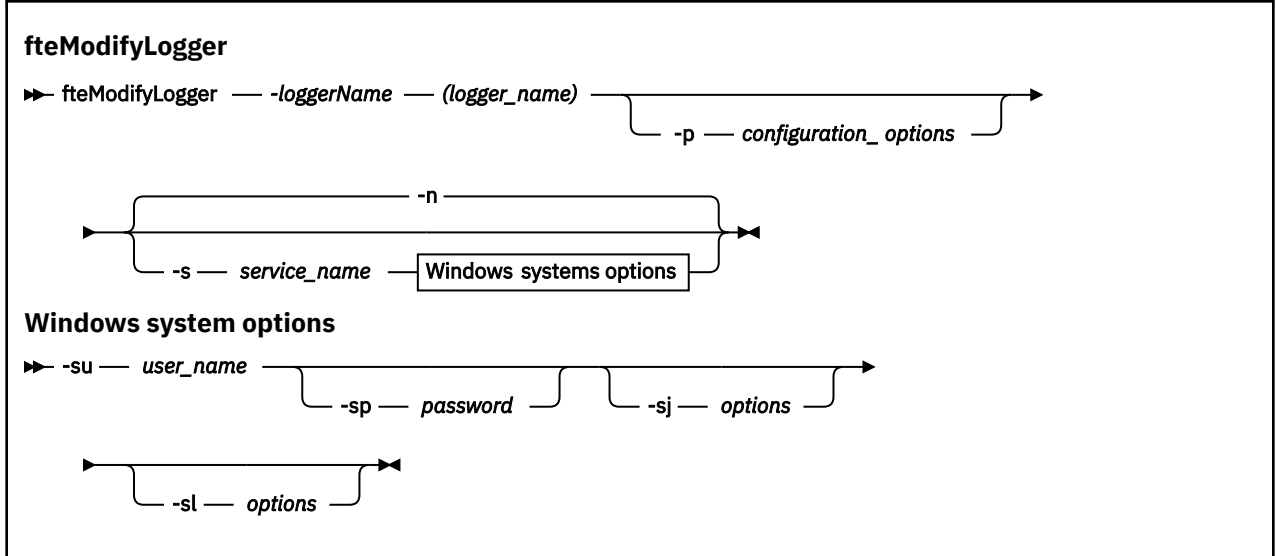 fteModifyLogger
fteModifyLogger -loggerName (logger_name)
-p configuration_ options
-n
-s service_name Windows systems options
Windows system options
-su user_name
-sp password -sj options
-sl options